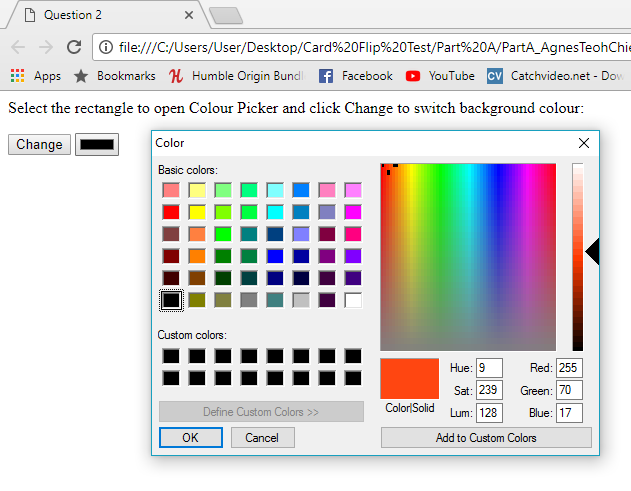 Question 2
file:///C:/Users/User/Desktop/Card%20Flip%20Test/Part%20A/PartA_AgnesTeohChie
Apps Bookmarks Humble Origin Bund Facebook YouTube CV Catchvideo.net - Dow
Select the rectangle to open Colour Picker and click Change to switch background colour:
Change
Color
Basic colors:
Custom colors:
Define Custom Colors >>
OK Cancel
Color|Solid
Hue: 9 Red: 255
Sat: 239 Green: 70
Lum: 128 Blue: 17
Add to Custom Colors